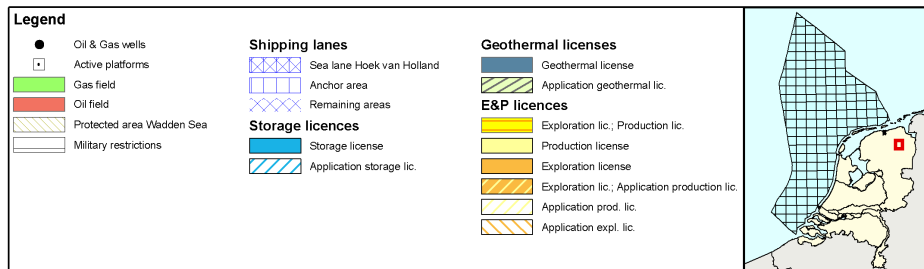 Legend
Oil & Gas wells
Active platforms
Gas field
Oil field
Protected area Wadden Sea
Military restrictions
Shipping lanes
Sea lane Hoek van Holland
Anchor area
Remaining areas
Storage licences
Storage license
Application storage lic.
Geothermal licenses
Geothermal license
Application geothermal lic.
E&P licences
Exploration lic.; Production lic.
Production license
Exploration license
Exploration lic.; Application production lic.
Application prod. lic.
Application expl. lic.